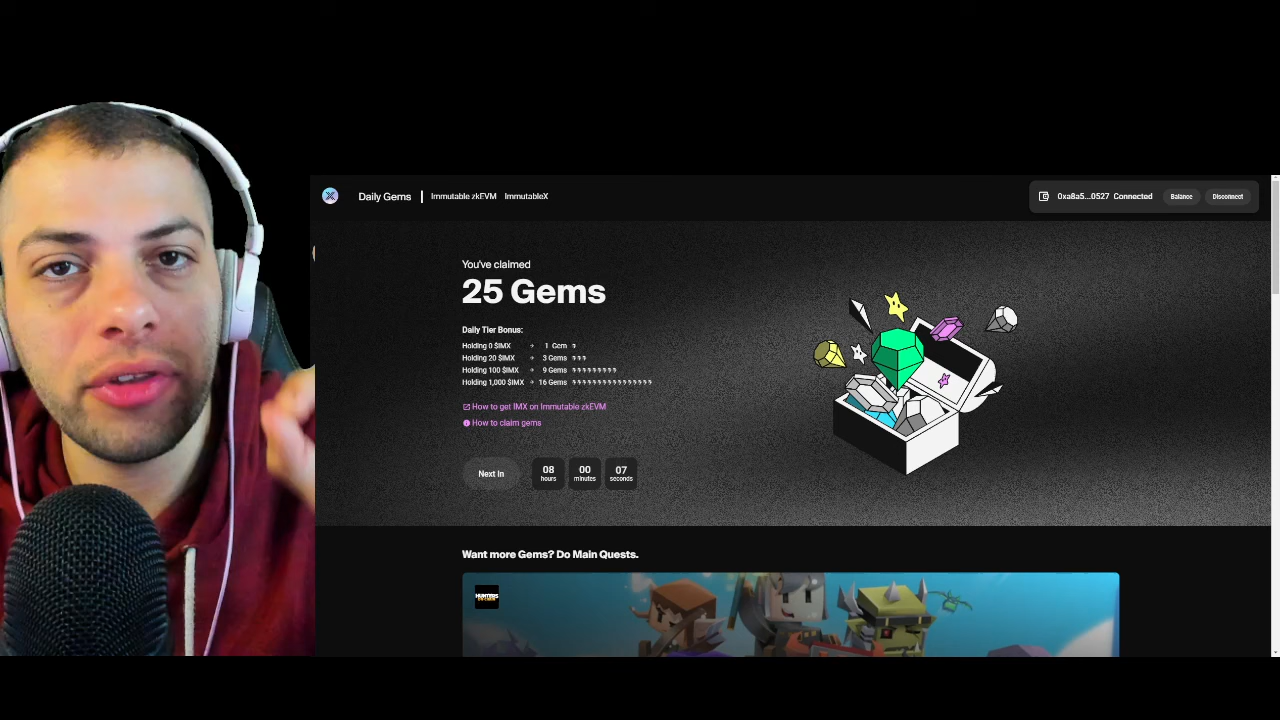 Daily Gems
Immutable zkEVM ImmutableX
0xa8a5...0527 Connected
Balance
Disconnect
You've claimed
25 Gems
Daily Tier Bonus:
Holding 0 $IMX → 1 Gem
Holding 20 $IMX → 3 Gems
Holding 100 $IMX → 9 Gems
Holding 1,000 $IMX → 16 Gems
How to get IMX on Immutable zkEVM
How to claim gems
Next In
08 00 07
hours minutes seconds
Want more Gems? Do Main Quests.
HUNTERS